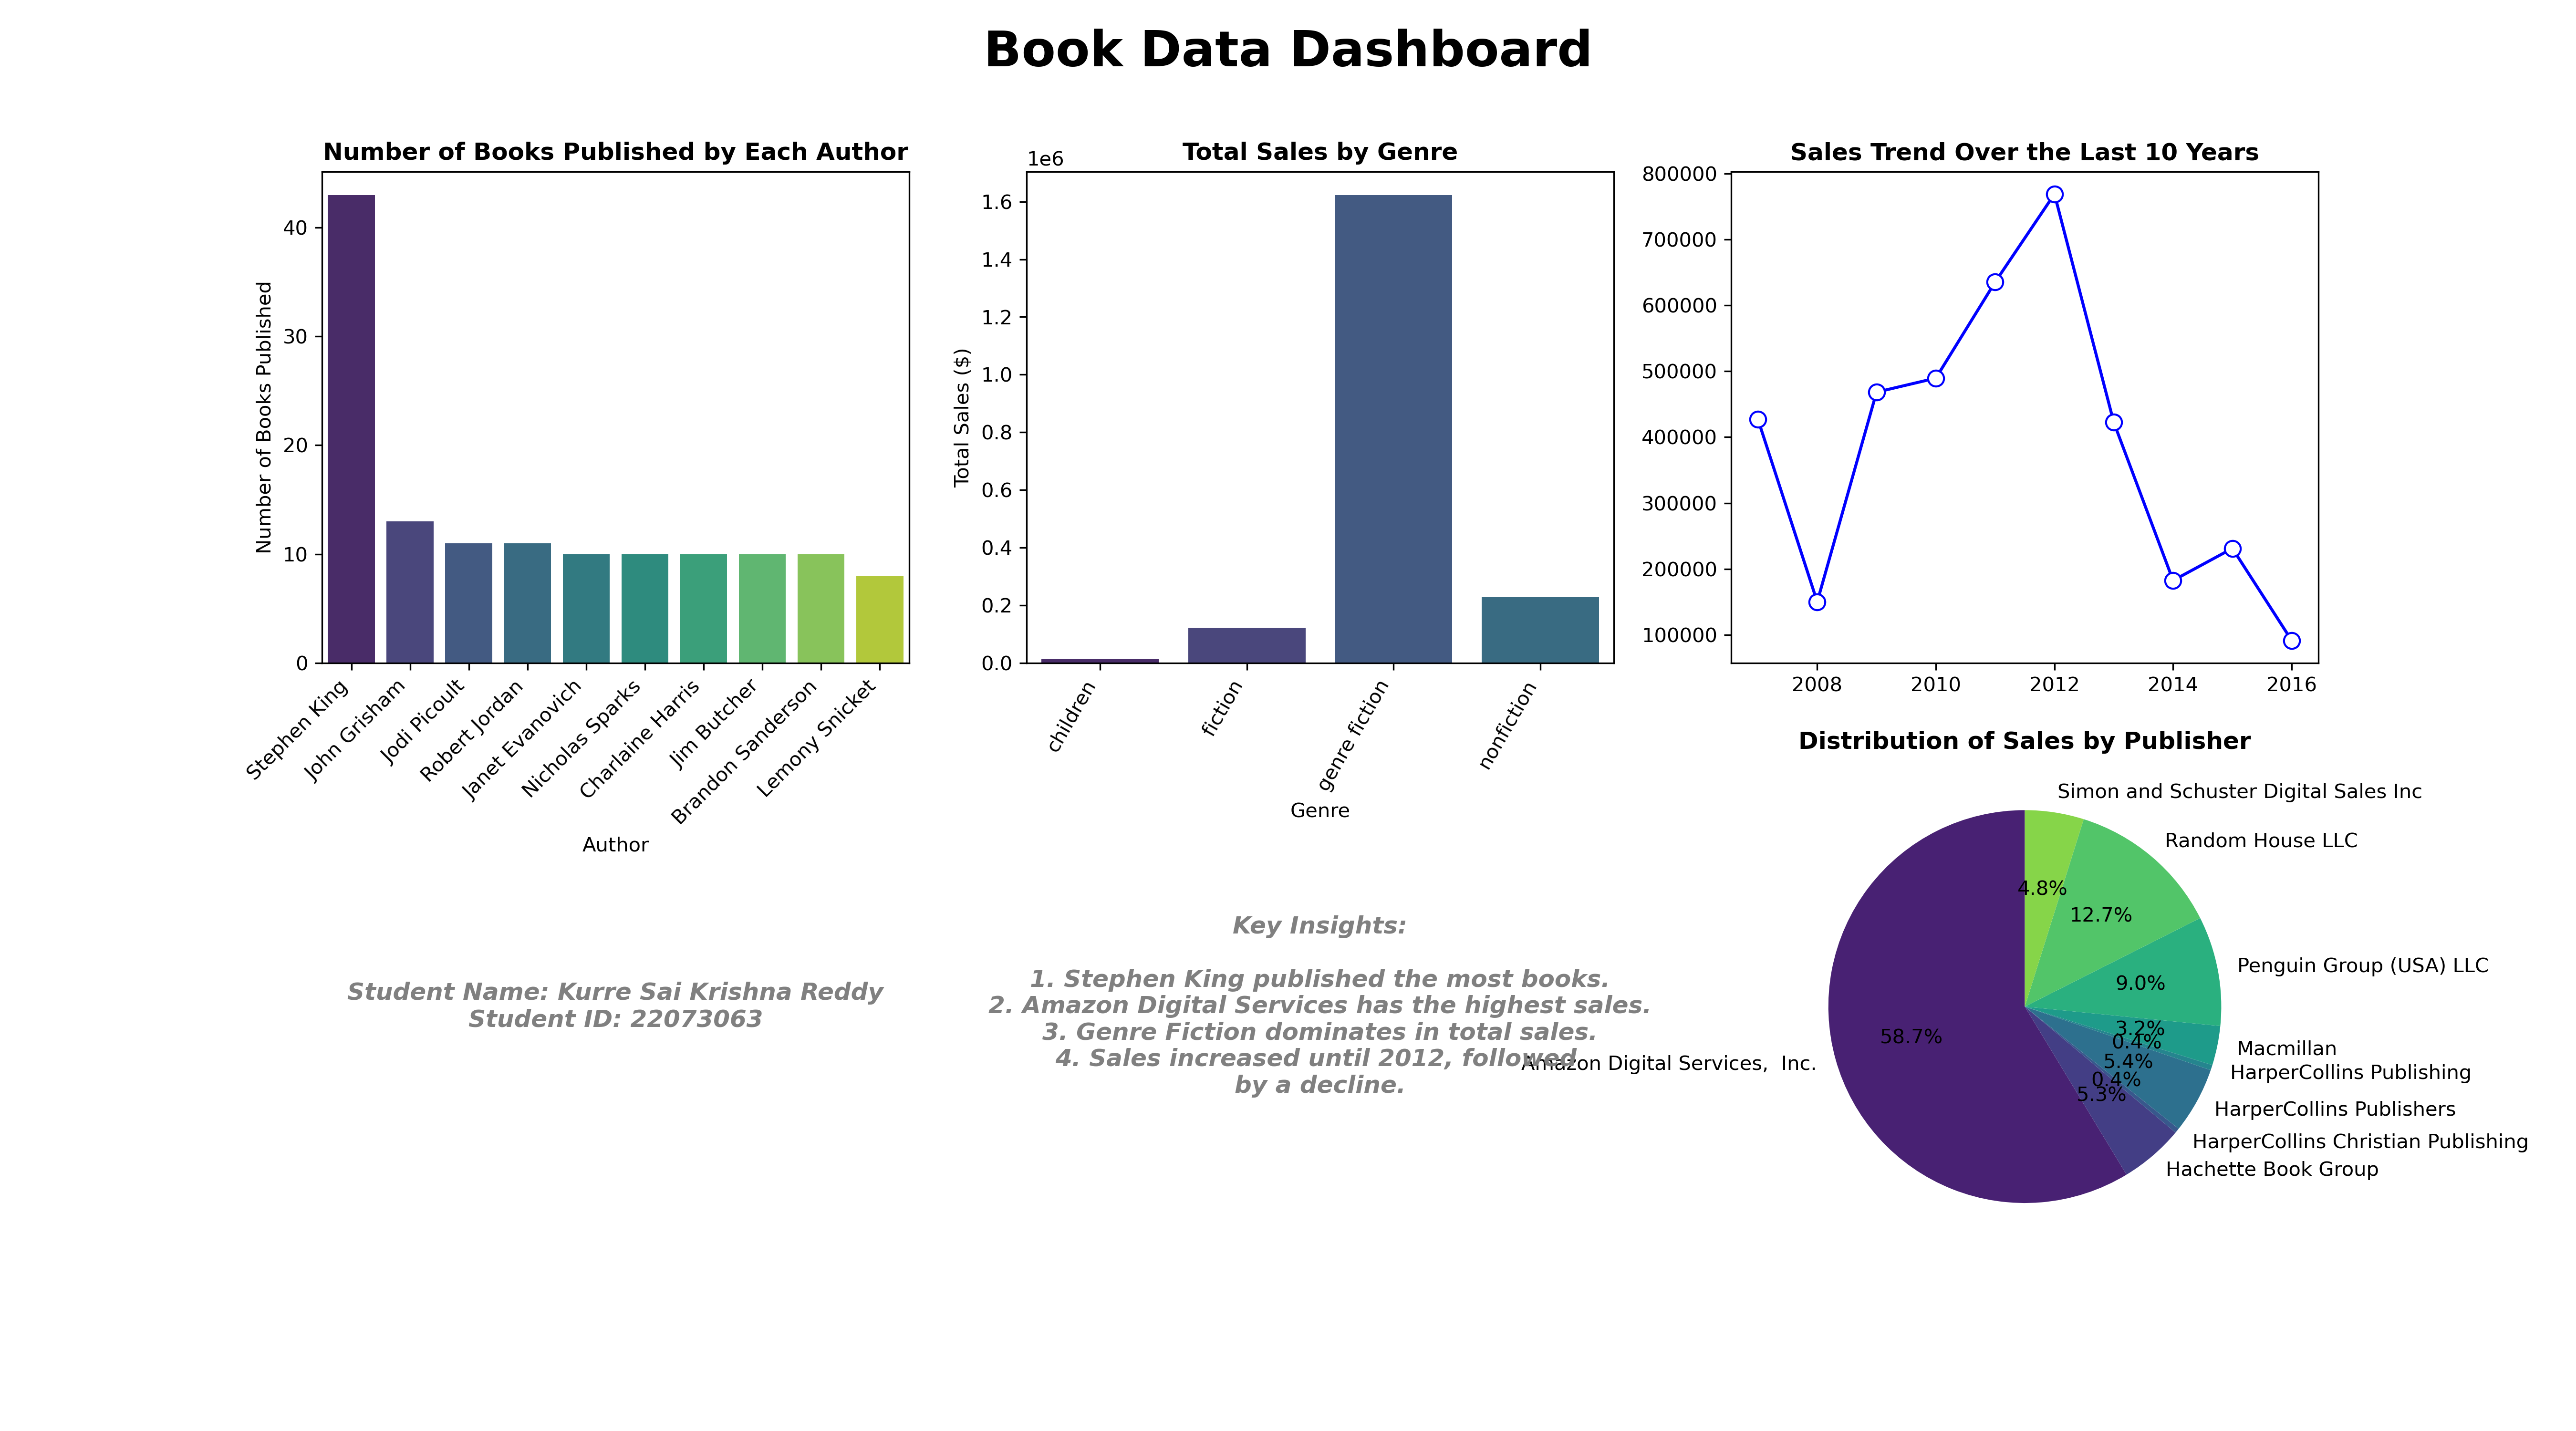 Book Data Dashboard
Number of Books Published by Each Author
Number of Books Published
40
30
20
10
0
Stephen King
John Grisham
Jodi Picoult
Robert Jordan
Janet Evanovich
Nicholas Sparks
Charlaine Harris
Jim Butcher
Brandon Sanderson
Lemony Snicket
Author
Total Sales by Genre
1e6
Total Sales ($)
1.6
1.4
1.2
1.0
0.8
0.6
0.4
0.2
0.0
children
fiction
genre fiction
nonfiction
Genre
Sales Trend Over the Last 10 Years
800000
700000
600000
500000
400000
300000
200000
100000
2008 2010 2012 2014 2016
Student Name: Kurre Sai Krishna Reddy
Student ID: 22073063
Key Insights:
1. Stephen King published the most books.
2. Amazon Digital Services has the highest sales.
3. Genre Fiction dominates in total sales.
4. Sales increased until 2012, followed
by a decline.
Distribution of Sales by Publisher
Simon and Schuster Digital Sales Inc
Random House LLC
Penguin Group (USA) LLC
Macmillan
HarperCollins Publishing
HarperCollins Publishers
HarperCollins Christian Publishing
Hachette Book Group
Amazon Digital Services,  Inc.
4.8%
12.7%
9.0%
3.2%
0.4%
5.4%
0.4%
5.3%
58.7%